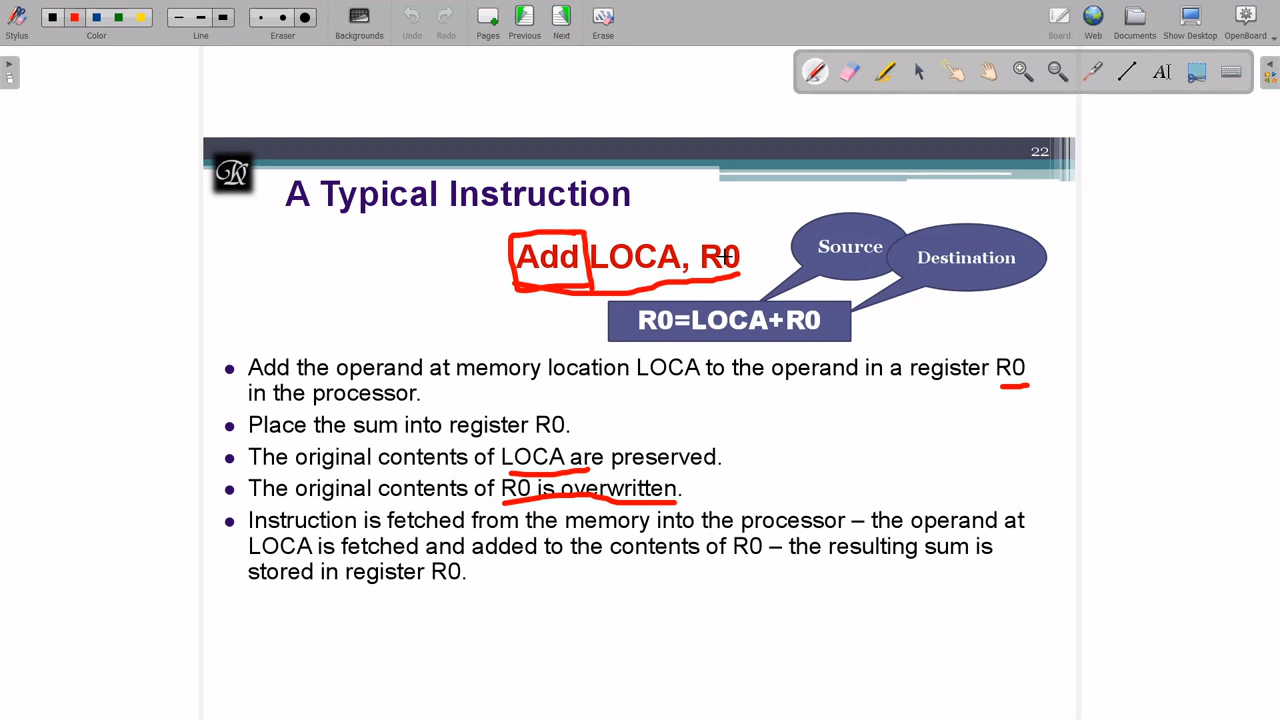 Stylus
Color
Line
Eraser
Backgrounds
Undo
Redo
Pages
Previous
Next
Erase
Board
Web
Documents
Show Desktop
OpenBoard
22
A Typical Instruction
Add LOCA, R0
Source
Destination
R0=LOCA+R0
• Add the operand at memory location LOCA to the operand in a register R0
in the processor.
• Place the sum into register R0.
• The original contents of LOCA are preserved.
• The original contents of R0 is overwritten.
• Instruction is fetched from the memory into the processor – the operand at
LOCA is fetched and added to the contents of R0 – the resulting sum is
stored in register R0.